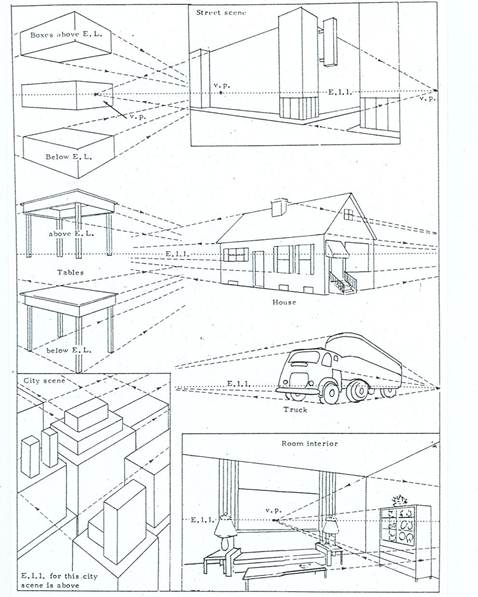 Street scene
Boxes above E.L.
v.p.
E.l.l.
v.p.
v.p.
Below E.L.
above E.L.
E.l.l.
Tables
House
below E.L.
City scene
E.l.l.
Truck
Room interior
v.p.
E.l.l.
E.l.l. for this city
scene is above